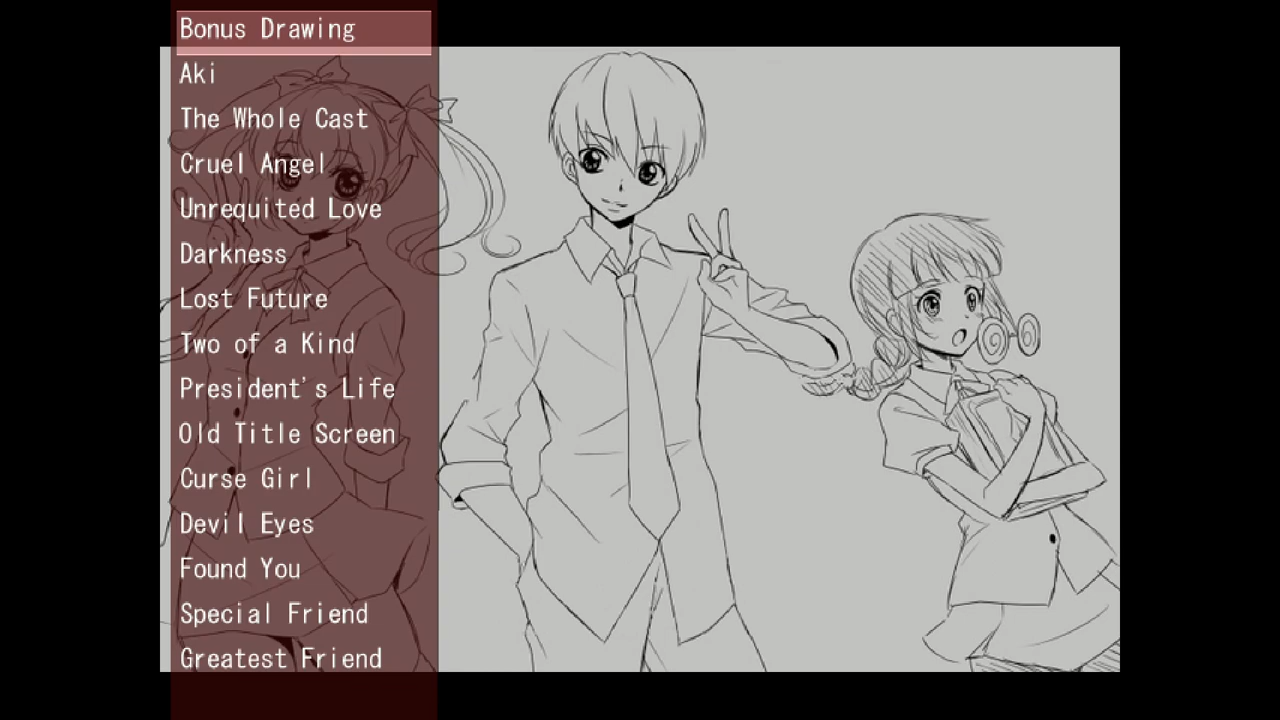 Bonus Drawing
Aki
The Whole Cast
Cruel Angel
Unrequited Love
Darkness
Lost Future
Two of a Kind
President's Life
Old Title Screen
Curse Girl
Devil Eyes
Found You
Special Friend
Greatest Friend